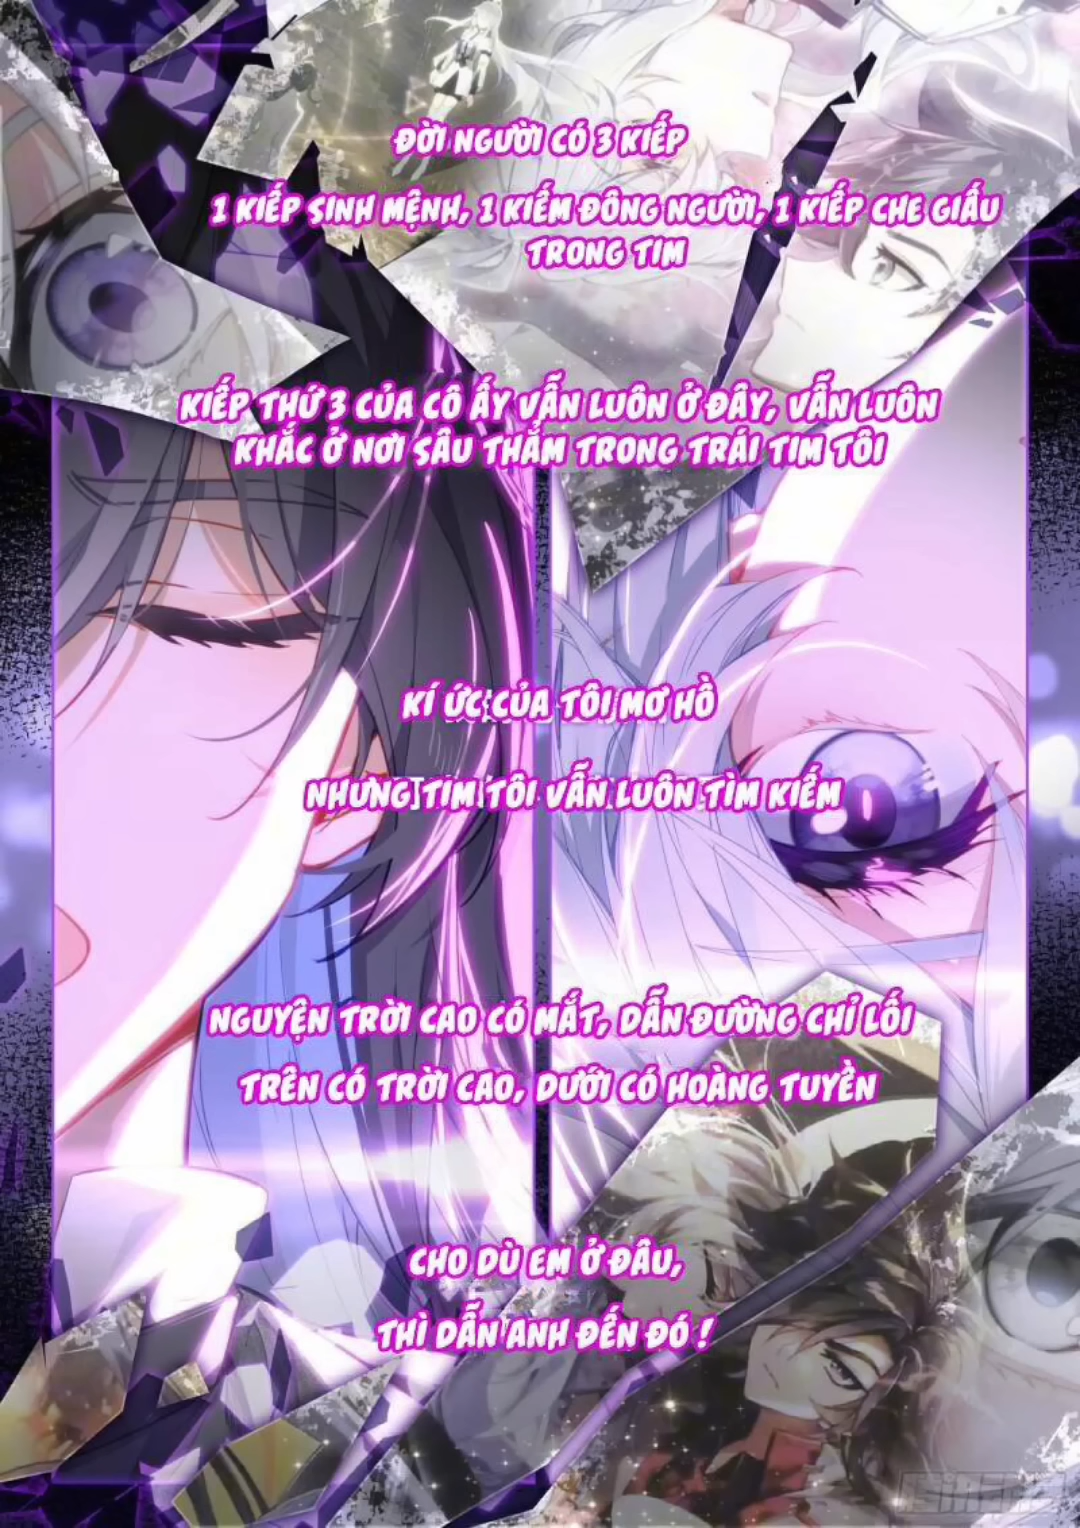 ĐỜI NGƯỜI CÓ 3 KIẾP
1 KIẾP SINH MỆNH, 1 KIẾM ĐÔNG NGƯỜI, 1 KIẾP CHE GIẤU
TRONG TIM
KIẾP THỨ 3 CỦA CÔ ẤY VẪN LUÔN Ở ĐÂY, VẪN LUÔN
KHẮC Ở NƠI SÂU THẲM TRONG TRÁI TIM TÔI
KÍ ỨC CỦA TÔI MƠ HỒ
NHƯNG TIM TÔI VẪN LUÔN TÌM KIẾM
NGUYỆN TRỜI CAO CÓ MẮT, DẪN ĐƯỜNG CHỈ LỐI
TRÊN CÓ TRỜI CAO, DƯỚI CÓ HOÀNG TUYỀN
CHO DÙ EM Ở ĐÂU,
THÌ DẪN ANH ĐẾN ĐÓ !